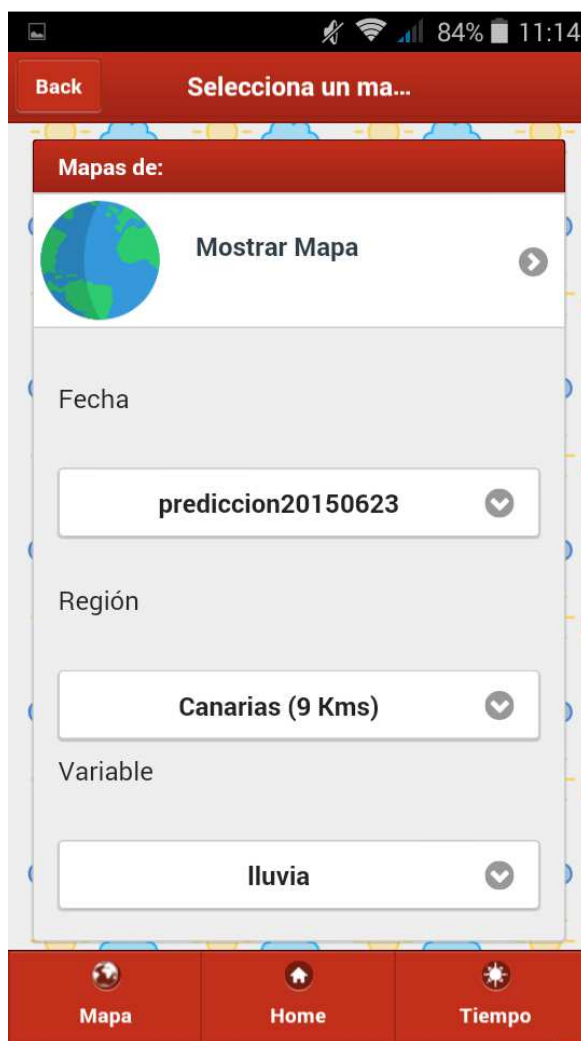 84% 11:14
Back Selecciona un ma...
Mapas de:
Mostrar Mapa
Fecha
prediccion20150623
Región
Canarias (9 Kms)
Variable
lluvia
Mapa Home Tiempo